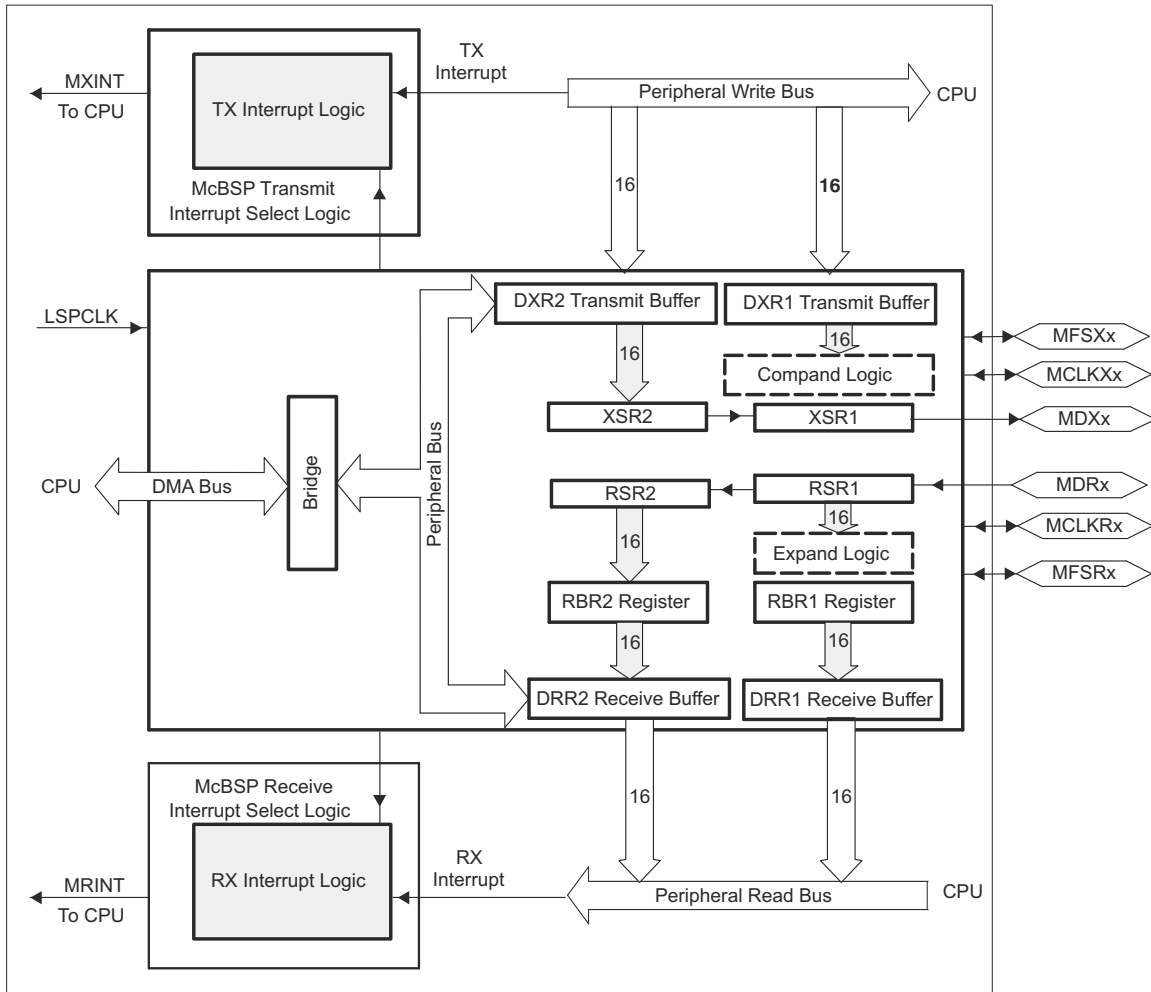 MXINT
To CPU
TX Interrupt Logic
McBSP Transmit
Interrupt Select Logic
TX
Interrupt
Peripheral Write Bus
CPU
16
16
LSPCLK
DXR2 Transmit Buffer
DXR1 Transmit Buffer
16
16
Compand Logic
XSR2
XSR1
MFSXx
MCLKXx
MDXx
CPU
DMA Bus
Bridge
Peripheral Bus
RSR2
RSR1
16
16
Expand Logic
RBR2 Register
RBR1 Register
16
16
DRR2 Receive Buffer
DRR1 Receive Buffer
MDRx
MCLKRx
MFSRx
16
16
McBSP Receive
Interrupt Select Logic
RX Interrupt Logic
MRINT
To CPU
RX
Interrupt
Peripheral Read Bus
CPU